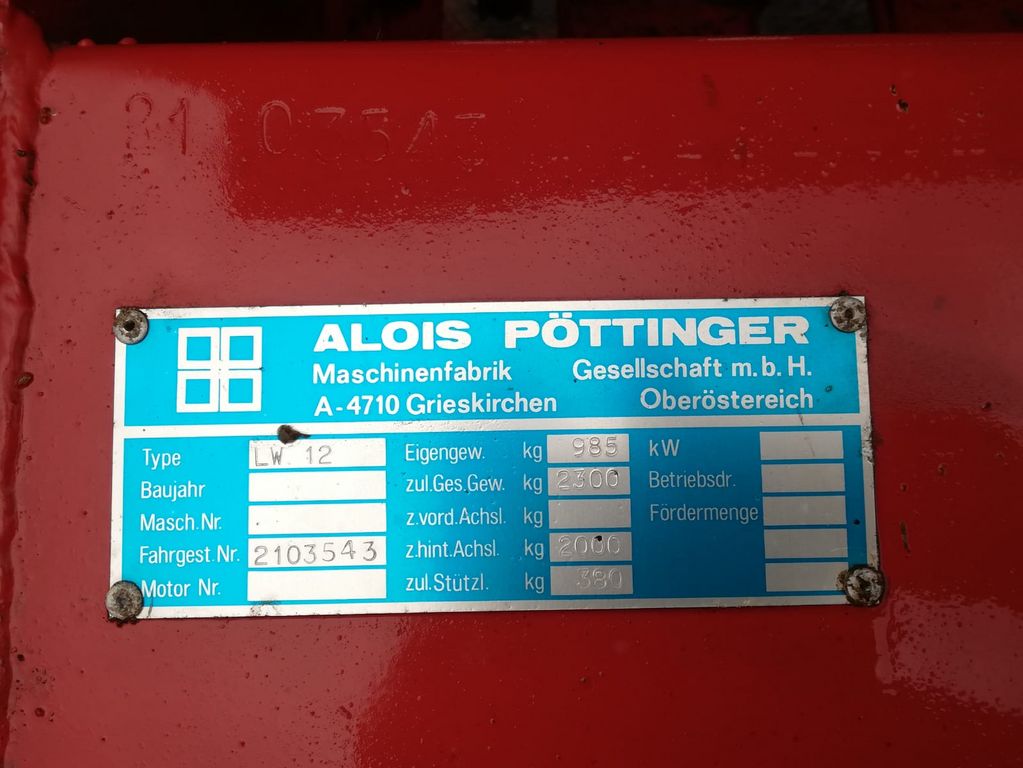 21 03543
ALOIS PÖTTINGER
Maschinenfabrik Gesellschaft m.b.H.
A-4710 Grieskirchen Oberöstereich
Type LW 12 Eigengew. kg 985 kW
Baujahr zul.Ges.Gew. kg 2300 Betriebsdr.
Masch.Nr. z.vord.Achsl. kg Fördermenge
Fahrgest.Nr. 2103543 z.hint.Achsl. kg 2000
Motor Nr. zul.Stützl. kg 380